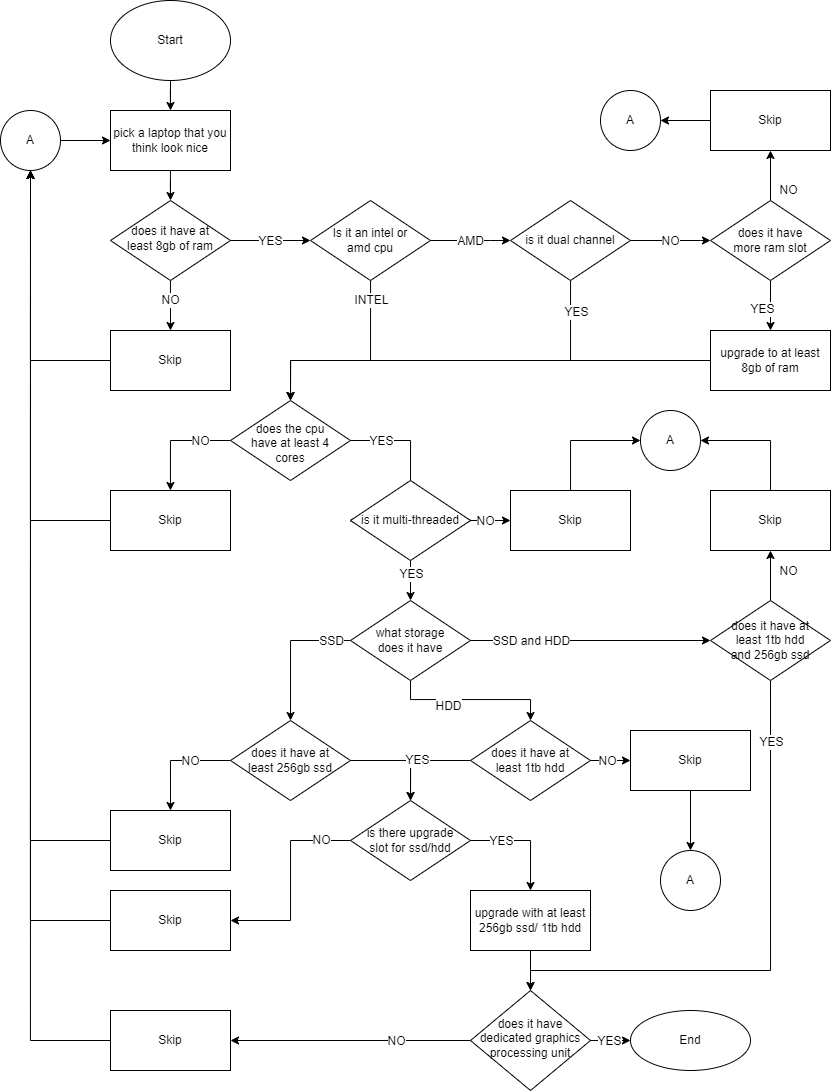 Start
A
pick a laptop that you
think look nice
A
Skip
NO
does it have at
least 8gb of ram
YES
Is it an intel or
amd cpu
AMD
is it dual channel
NO
does it have
more ram slot
NO
INTEL
YES
YES
Skip
upgrade to at least
8gb of ram
does the cpu
have at least 4
cores
NO
YES
A
Skip
is it multi-threaded
NO
Skip
Skip
YES
NO
SSD
what storage
does it have
SSD and HDD
does it have at
least 1tb hdd
and 256gb ssd
HDD
YES
NO
does it have at
least 256gb ssd
YES
does it have at
least 1tb hdd
NO
Skip
Skip
NO
is there upgrade
slot for ssd/hdd
YES
A
Skip
upgrade with at least
256gb ssd/ 1tb hdd
Skip
NO
does it have
dedicated graphics
processing unit
YES
End